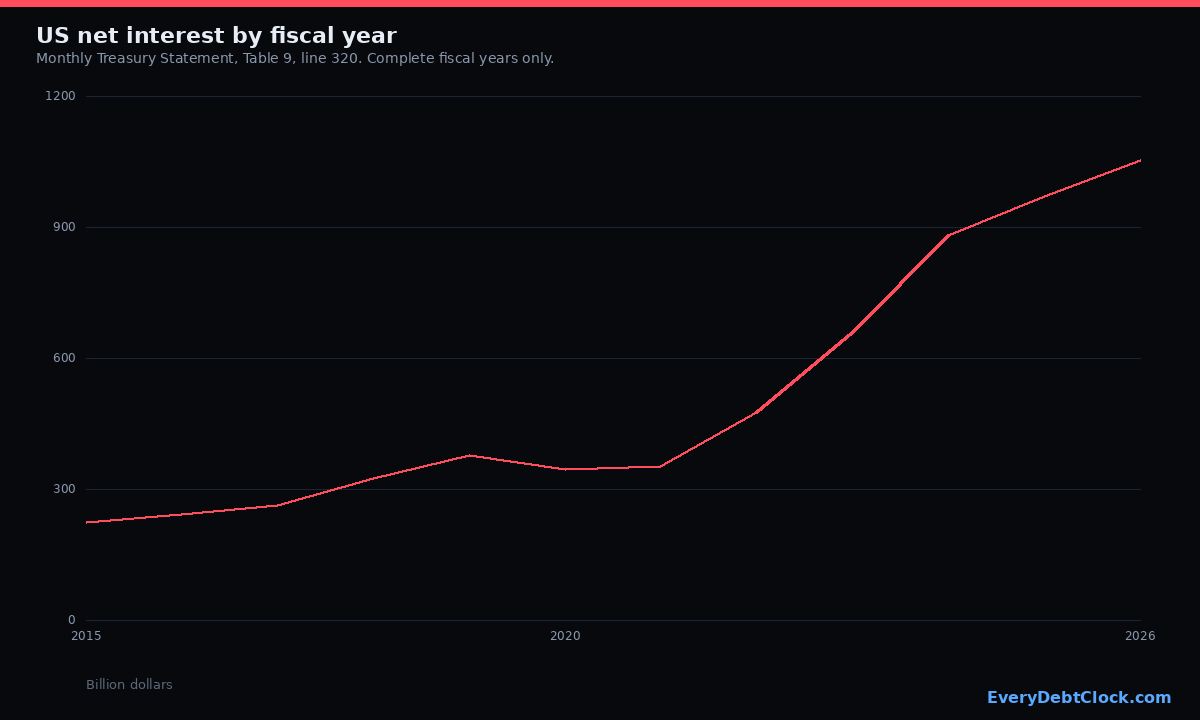 US net interest by fiscal year
Monthly Treasury Statement, Table 9, line 320. Complete fiscal years only.
1200
900
600
300
0
2015 2020 2026
Billion dollars
EveryDebtClock.com